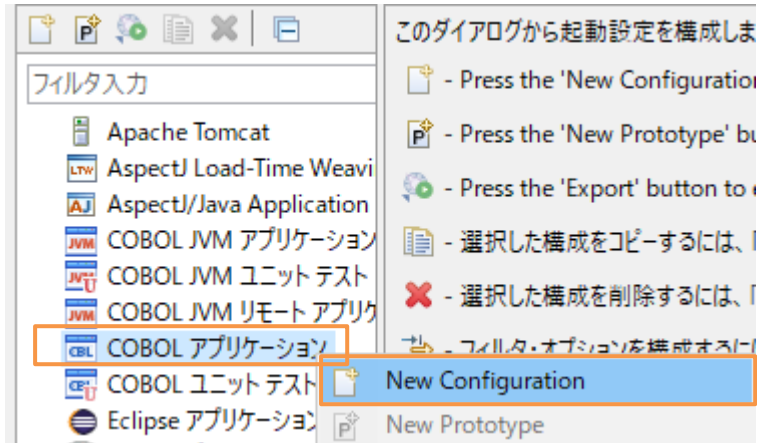 フィルタ入力
Apache Tomcat
AspectJ Load-Time Weavi
AspectJ/Java Application
COBOL JVM アプリケーション
COBOL JVM ユニット テスト
COBOL JVM リモート アプリケ
COBOL アプリケーション
COBOL ユニット テスト
Eclipse アプリケーション
このダイアログから起動設定を構成しま
- Press the 'New Configuration
- Press the 'New Prototype' bu
- Press the 'Export' button to e
- 選択した構成をコピーするには、「
- 選択した構成を削除するには、「
- フィルタ・オプションを構成するには
New Configuration
New Prototype